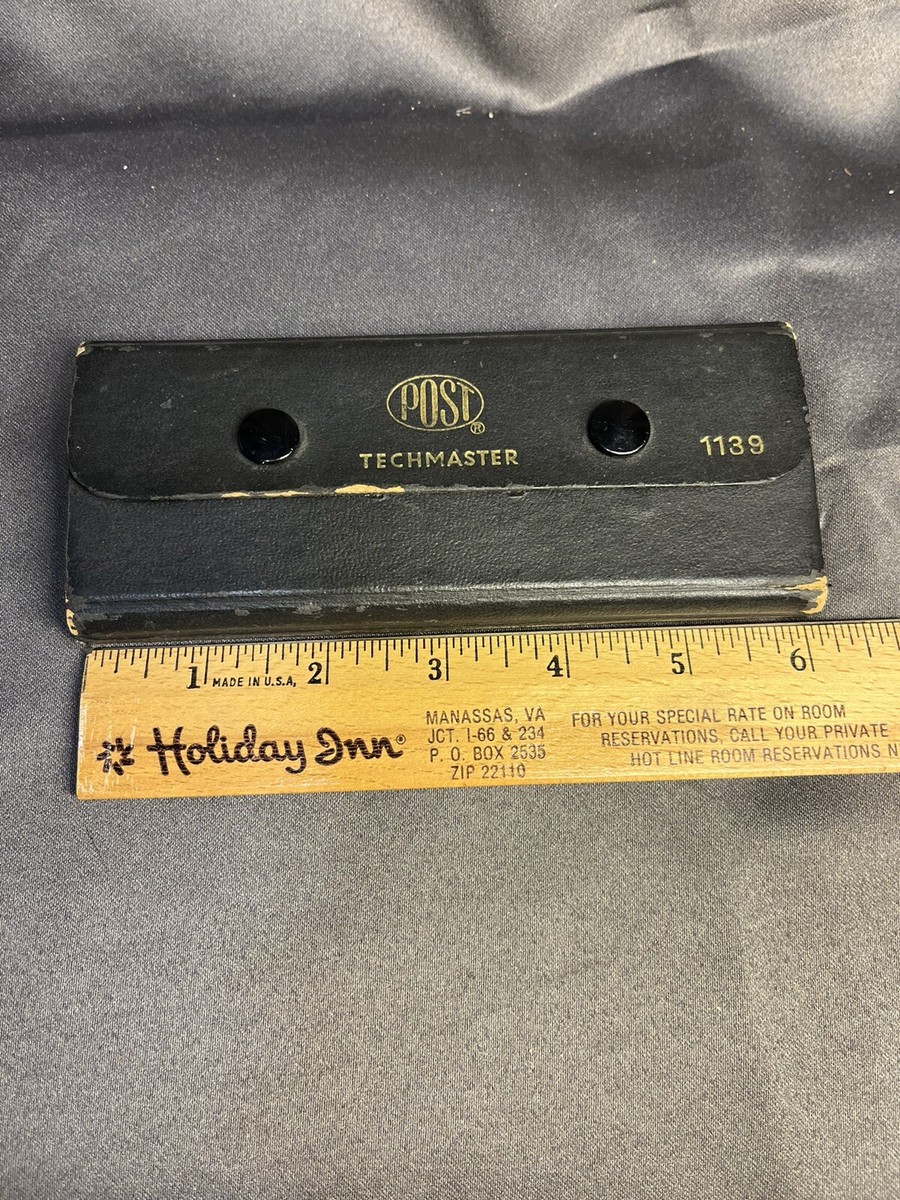 POST
®
TECHMASTER
1139
1 2 3 4 5 6
MADE IN U.S.A.
Holiday Inn®
MANASSAS, VA
JCT. I-66 & 234
P. O. BOX 2535
ZIP 22110
FOR YOUR SPECIAL RATE ON ROOM
RESERVATIONS, CALL YOUR PRIVATE
HOT LINE ROOM RESERVATIONS N